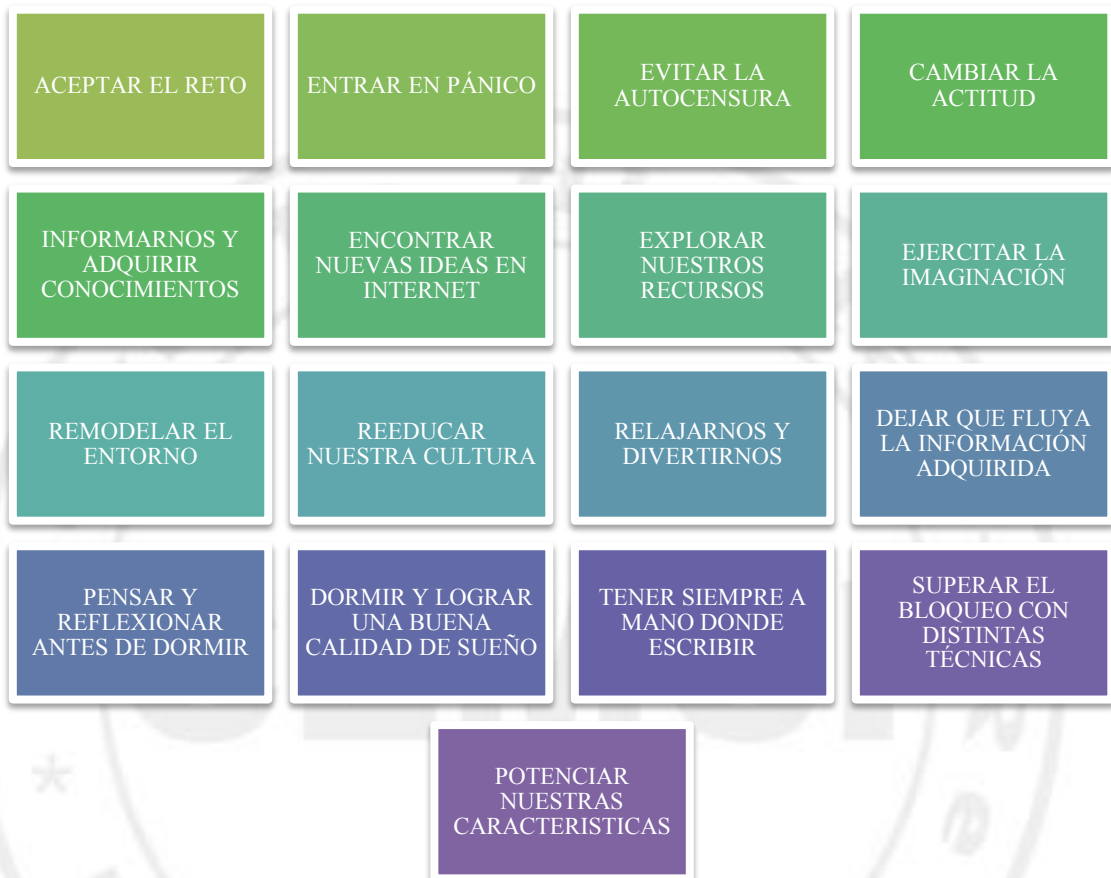 ACEPTAR EL RETO
ENTRAR EN PÁNICO
EVITAR LA
AUTOCENSURA
CAMBIAR LA
ACTITUD
INFORMARNOS Y
ADQUIRIR
CONOCIMIENTOS
ENCONTRAR
NUEVAS IDEAS EN
INTERNET
EXPLORAR
NUESTROS
RECURSOS
EJERCITAR LA
IMAGINACIÓN
REMODELAR EL
ENTORNO
REEDUCAR
NUESTRA CULTURA
RELAJARNOS Y
DIVERTIRNOS
DEJAR QUE FLUYA
LA INFORMACIÓN
ADQUIRIDA
PENSAR Y
REFLEXIONAR
ANTES DE DORMIR
DORMIR Y LOGRAR
UNA BUENA
CALIDAD DE SUEÑO
TENER SIEMPRE A
MANO DONDE
ESCRIBIR
SUPERAR EL
BLOQUEO CON
DISTINTAS
TÉCNICAS
POTENCIAR
NUESTRAS
CARACTERISTICAS